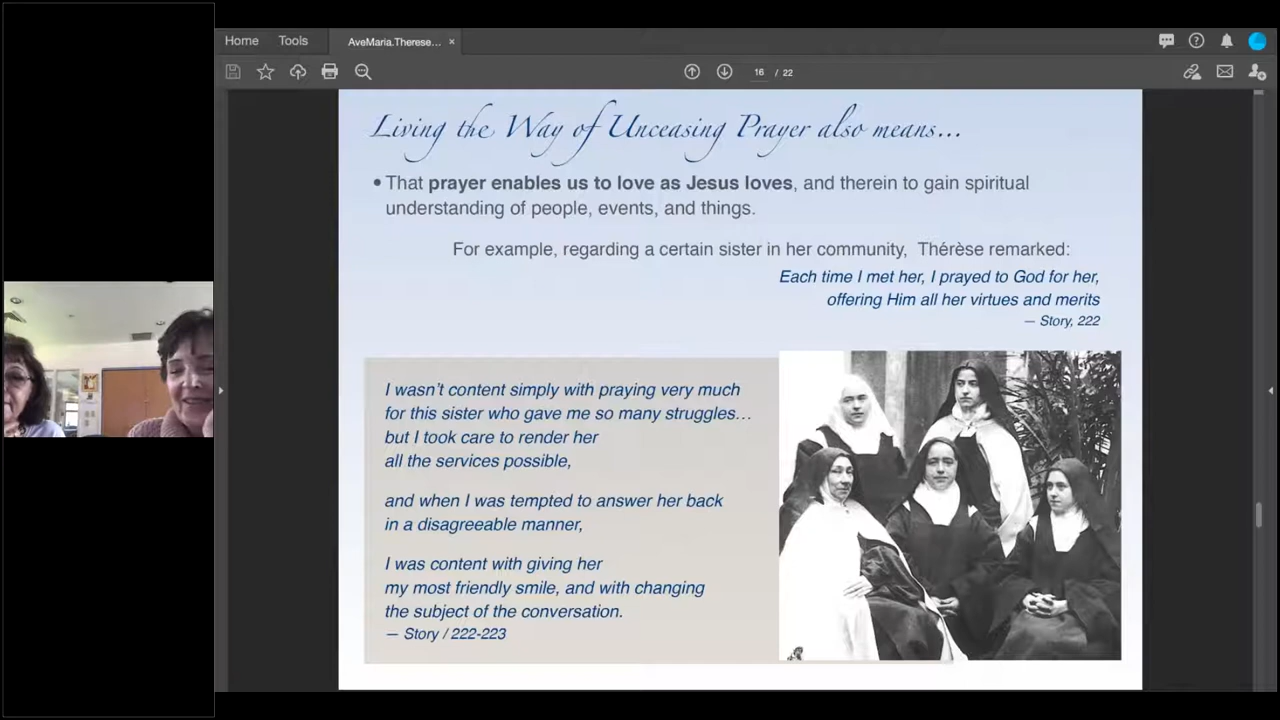 Home Tools AveMaria.Therese... ×
16 / 22
Living the Way of Unceasing Prayer also means...
• That prayer enables us to love as Jesus loves, and therein to gain spiritual
understanding of people, events, and things.
For example, regarding a certain sister in her community, Thérèse remarked:
Each time I met her, I prayed to God for her,
offering Him all her virtues and merits
— Story, 222
I wasn't content simply with praying very much
for this sister who gave me so many struggles…
but I took care to render her
all the services possible,
and when I was tempted to answer her back
in a disagreeable manner,
I was content with giving her
my most friendly smile, and with changing
the subject of the conversation.
— Story / 222-223